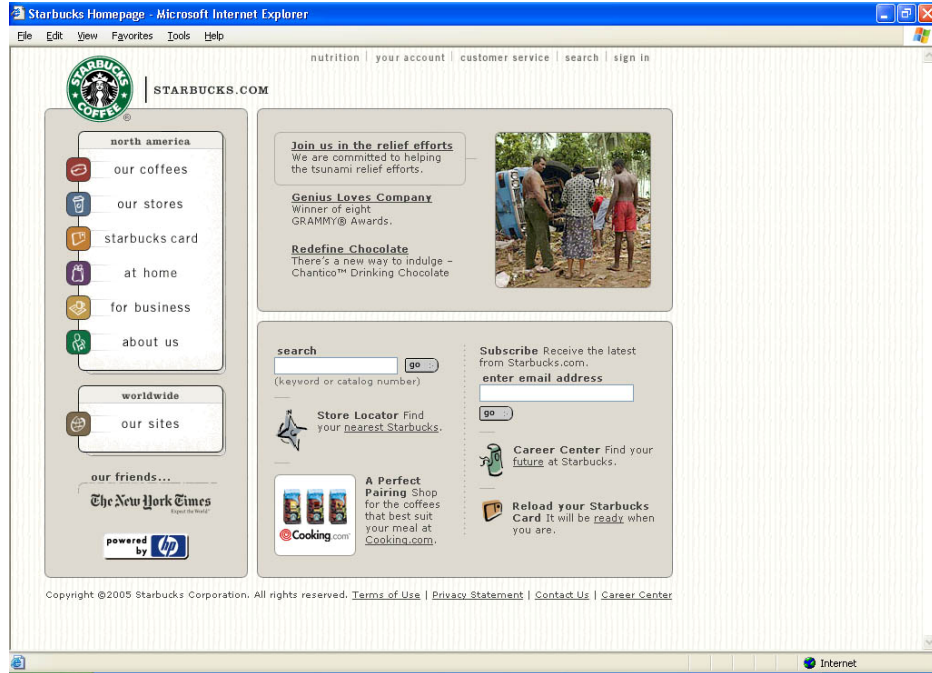 Starbucks Homepage - Microsoft Internet Explorer
File Edit View Favorites Tools Help
nutrition | your account | customer service | search | sign in
STARBUCKS COFFEE
®
STARBUCKS.COM
north america
our coffees
our stores
starbucks card
at home
for business
about us
worldwide
our sites
our friends...
The New York Times
Expect the World®
powered
by hp
Join us in the relief efforts
We are committed to helping
the tsunami relief efforts.
Genius Loves Company
Winner of eight
GRAMMY® Awards.
Redefine Chocolate
There's a new way to indulge –
Chantico™ Drinking Chocolate
search
go
(keyword or catalog number)
Store Locator Find
your nearest Starbucks.
Cooking.com
A Perfect
Pairing Shop
for the coffees
that best suit
your meal at
Cooking.com.
Subscribe Receive the latest
from Starbucks.com.
enter email address
go
Career Center Find your
future at Starbucks.
Reload your Starbucks
Card It will be ready when
you are.
Copyright ©2005 Starbucks Corporation. All rights reserved. Terms of Use | Privacy Statement | Contact Us | Career Center
Internet